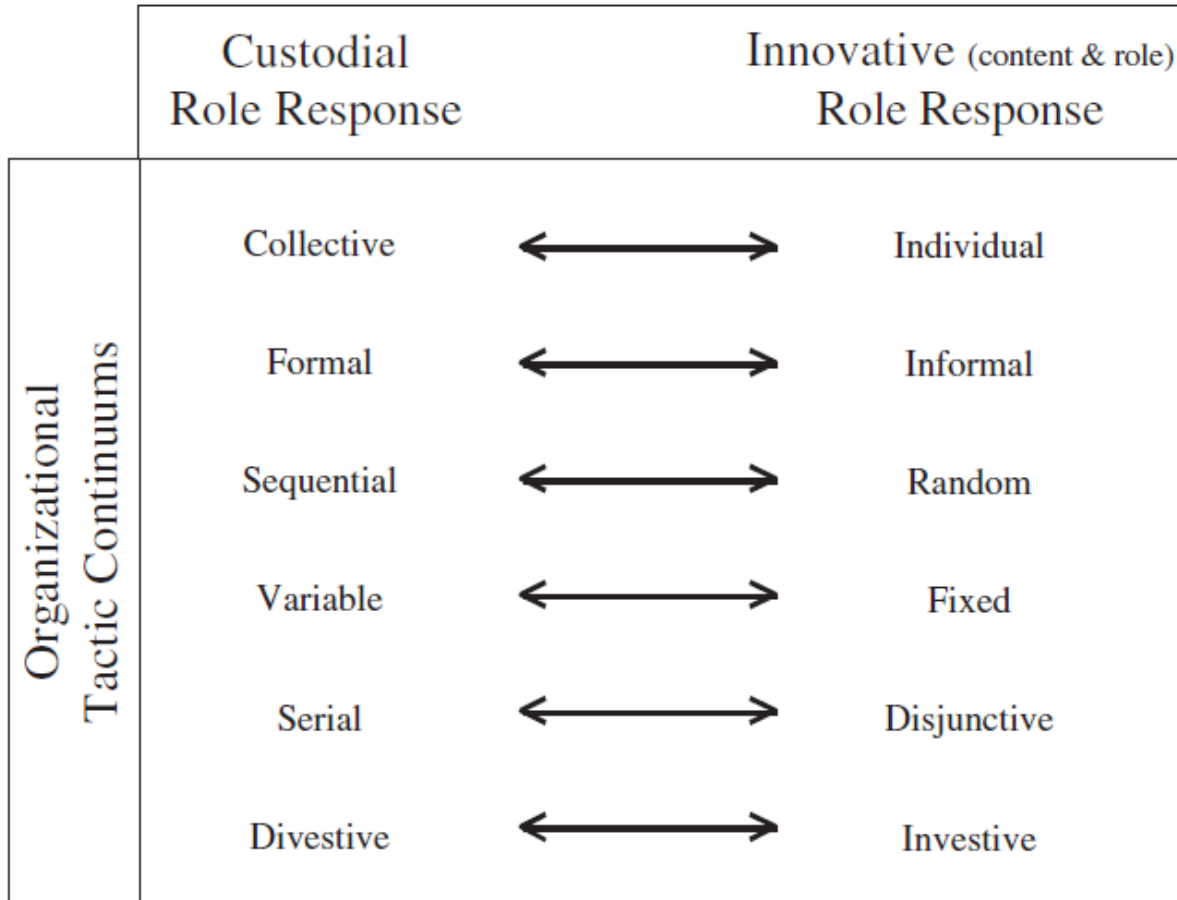 Custodial
Role Response
Innovative (content & role)
Role Response
Organizational
Tactic Continuums
Collective
Individual
Formal
Informal
Sequential
Random
Variable
Fixed
Serial
Disjunctive
Divestive
Investive